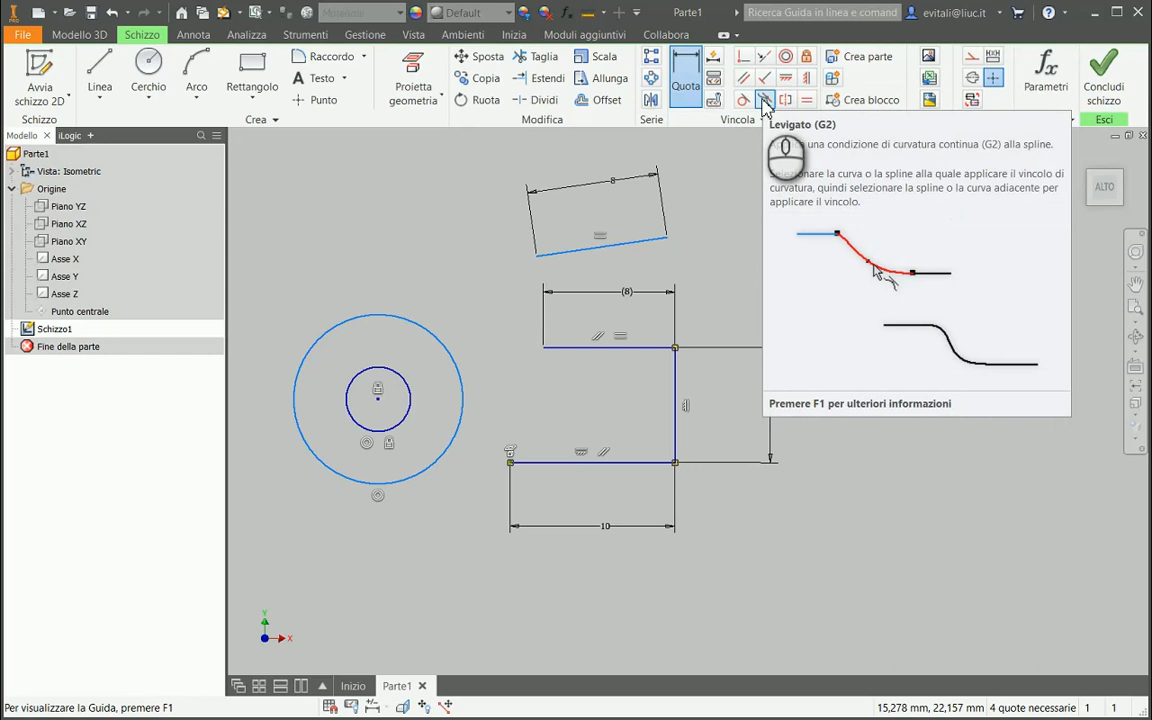 Materials
Default
Parte1
Ricerca Guida in linea e comand
evitali@liuc.it
File
Modello 3D
Schizzo
Annota
Analizza
Strumenti
Gestione
Vista
Ambienti
Inizia
Moduli aggiuntivi
Collabora
Avvia
schizzo 2D
Linea
Cerchio
Arco
Rettangolo
Raccordo
Testo
Punto
Proietta
geometria
Sposta
Copia
Ruota
Taglia
Estendi
Dividi
Scala
Allunga
Offset
Quota
Crea parte
Crea blocco
Parametri
Concludi
schizzo
Schizzo
Crea
Modifica
Serie
Vincola
Esci
Modello
iLogic
Parte1
Vista: Isometric
Origine
Piano YZ
Piano XZ
Piano XY
Asse X
Asse Y
Asse Z
Punto centrale
Schizzo1
Fine della parte
8
(8)
10
Levigato (G2)
una condizione di curvatura continua (G2) alla spline.
Selezionare la curva o la spline alla quale applicare il vincolo di
curvatura, quindi selezionare la spline o la curva adiacente per
applicare il vincolo.
Premere F1 per ulteriori informazioni
ALTO
Y
X
Inizio
Parte1
Per visualizzare la Guida, premere F1
15,278 mm, 22,157 mm
4 quote necessarie
1
1